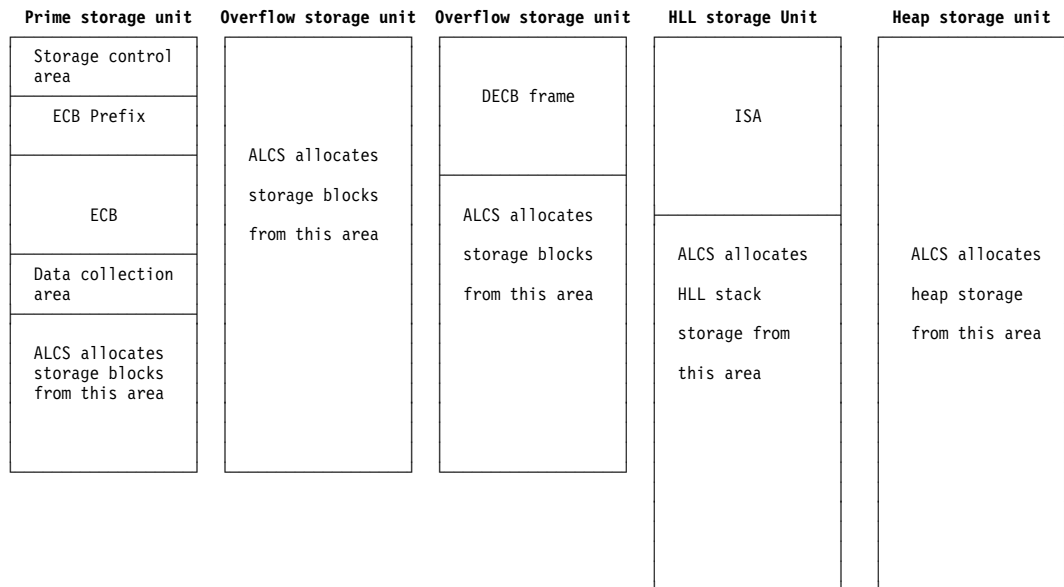 Prime storage unit
Storage control
area
ECB Prefix
ECB
Data collection
area
ALCS allocates
storage blocks
from this area
Overflow storage unit
ALCS allocates
storage blocks
from this area
Overflow storage unit
DECB frame
ALCS allocates
storage blocks
from this area
HLL storage Unit
ISA
ALCS allocates
HLL stack
storage from
this area
Heap storage unit
ALCS allocates
heap storage
from this area